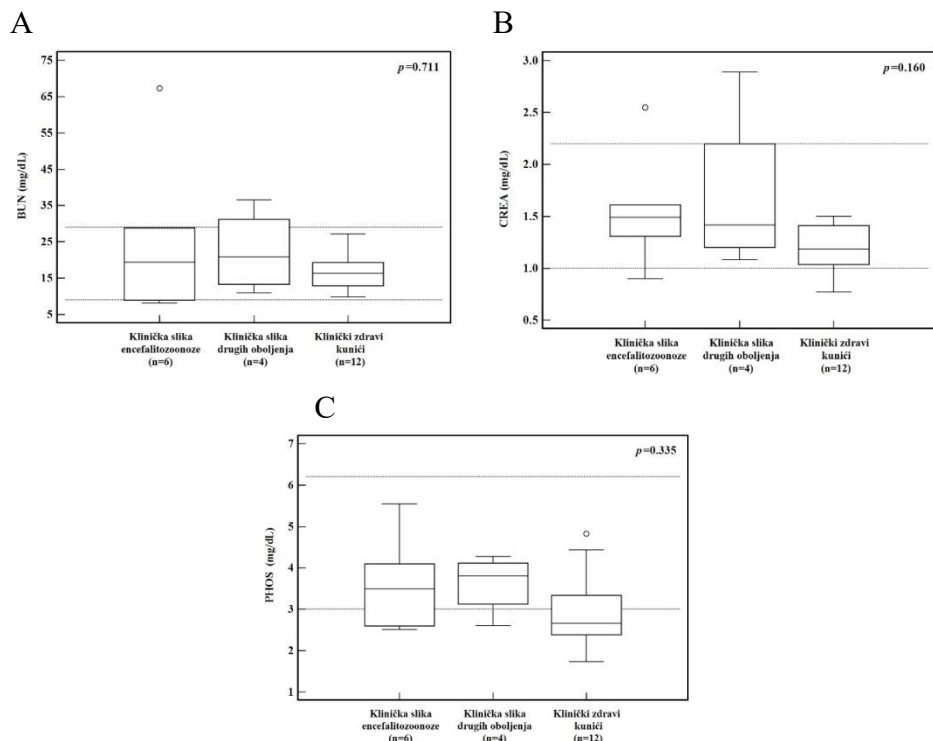 A
B
75
65
55
45
35
25
15
5
BUN (mg/dL)
p=0.711
Klinička slika
encefalitozoonoze
(n=6)
Klinička slika
drugih oboljenja
(n=4)
Klinički zdravi
kunići
(n=12)
3.0
2.5
2.0
1.5
1.0
0.5
CREA (mg/dL)
p=0.160
Klinička slika
encefalitozoonoze
(n=6)
Klinička slika
drugih oboljenja
(n=4)
Klinički zdravi
kunići
(n=12)
C
7
6
5
4
3
2
1
PHOS (mg/dL)
p=0.335
Klinička slika
encefalitozoonoze
(n=6)
Klinička slika
drugih oboljenja
(n=4)
Klinički zdravi
kunići
(n=12)